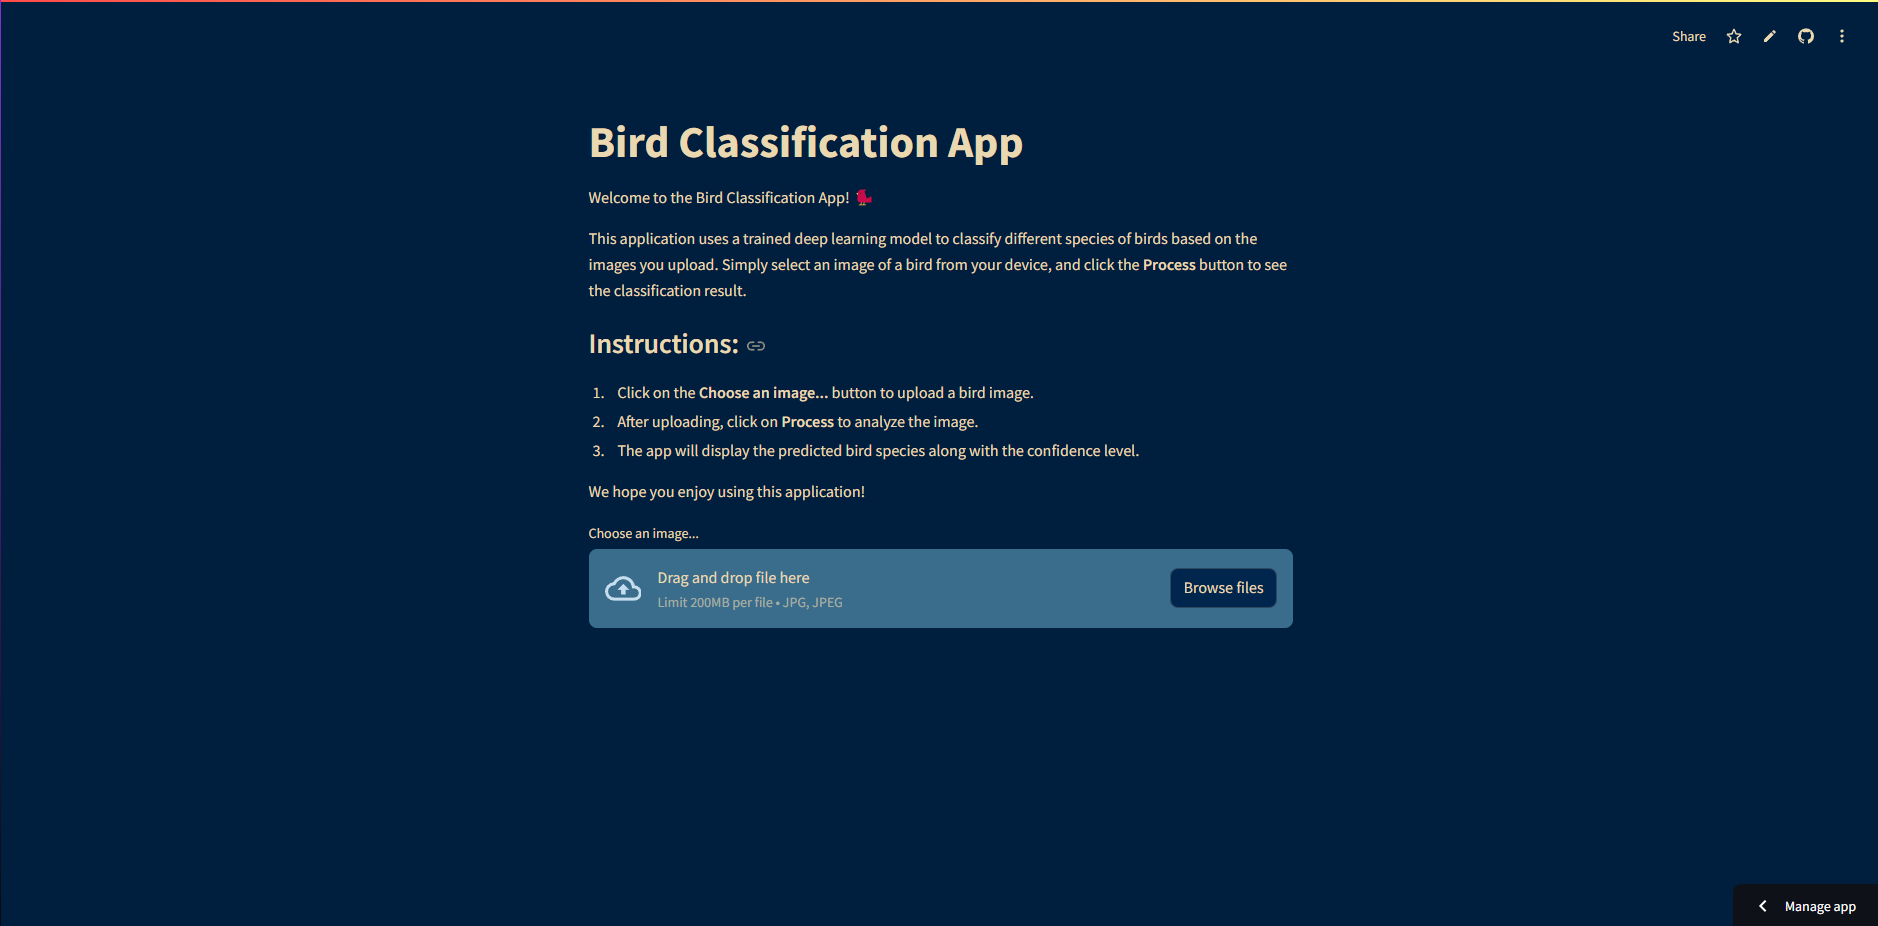 Share
Bird Classification App
Welcome to the Bird Classification App!
This application uses a trained deep learning model to classify different species of birds based on the
images you upload. Simply select an image of a bird from your device, and click the Process button to see
the classification result.
Instructions:
1. Click on the Choose an image... button to upload a bird image.
2. After uploading, click on Process to analyze the image.
3. The app will display the predicted bird species along with the confidence level.
We hope you enjoy using this application!
Choose an image...
Drag and drop file here
Limit 200MB per file • JPG, JPEG
Browse files
Manage app